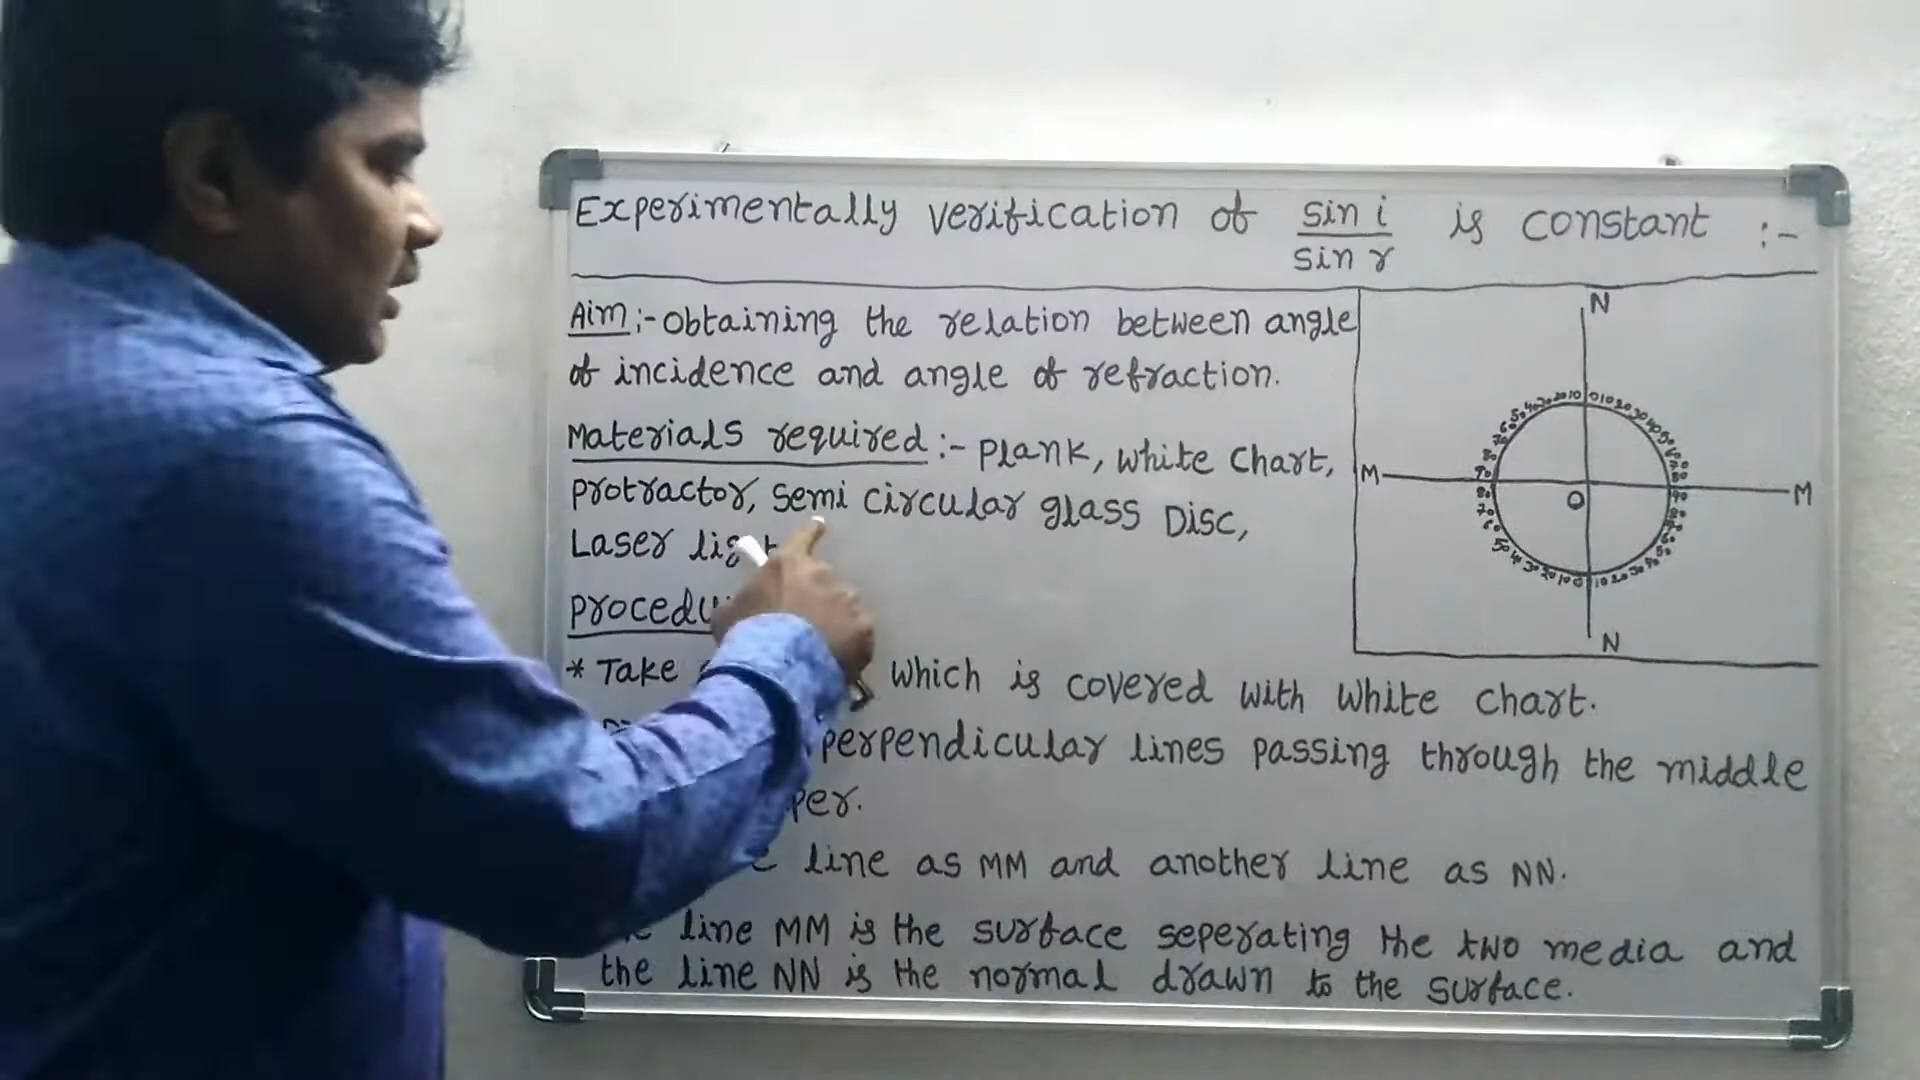 Experimentally verification of sin i / sin r is constant :-
Aim :- obtaining the relation between angle
of incidence and angle of refraction.
Materials required :- Plank, white Chart,
protractor, semi circular glass Disc,
Laser
* Take which is covered with white chart.
perpendicular lines passing through the middle
line as MM and another line as NN.
line MM is the surface seperating the two media and
the line NN is the normal drawn to the surface.
N
M
O
M
N